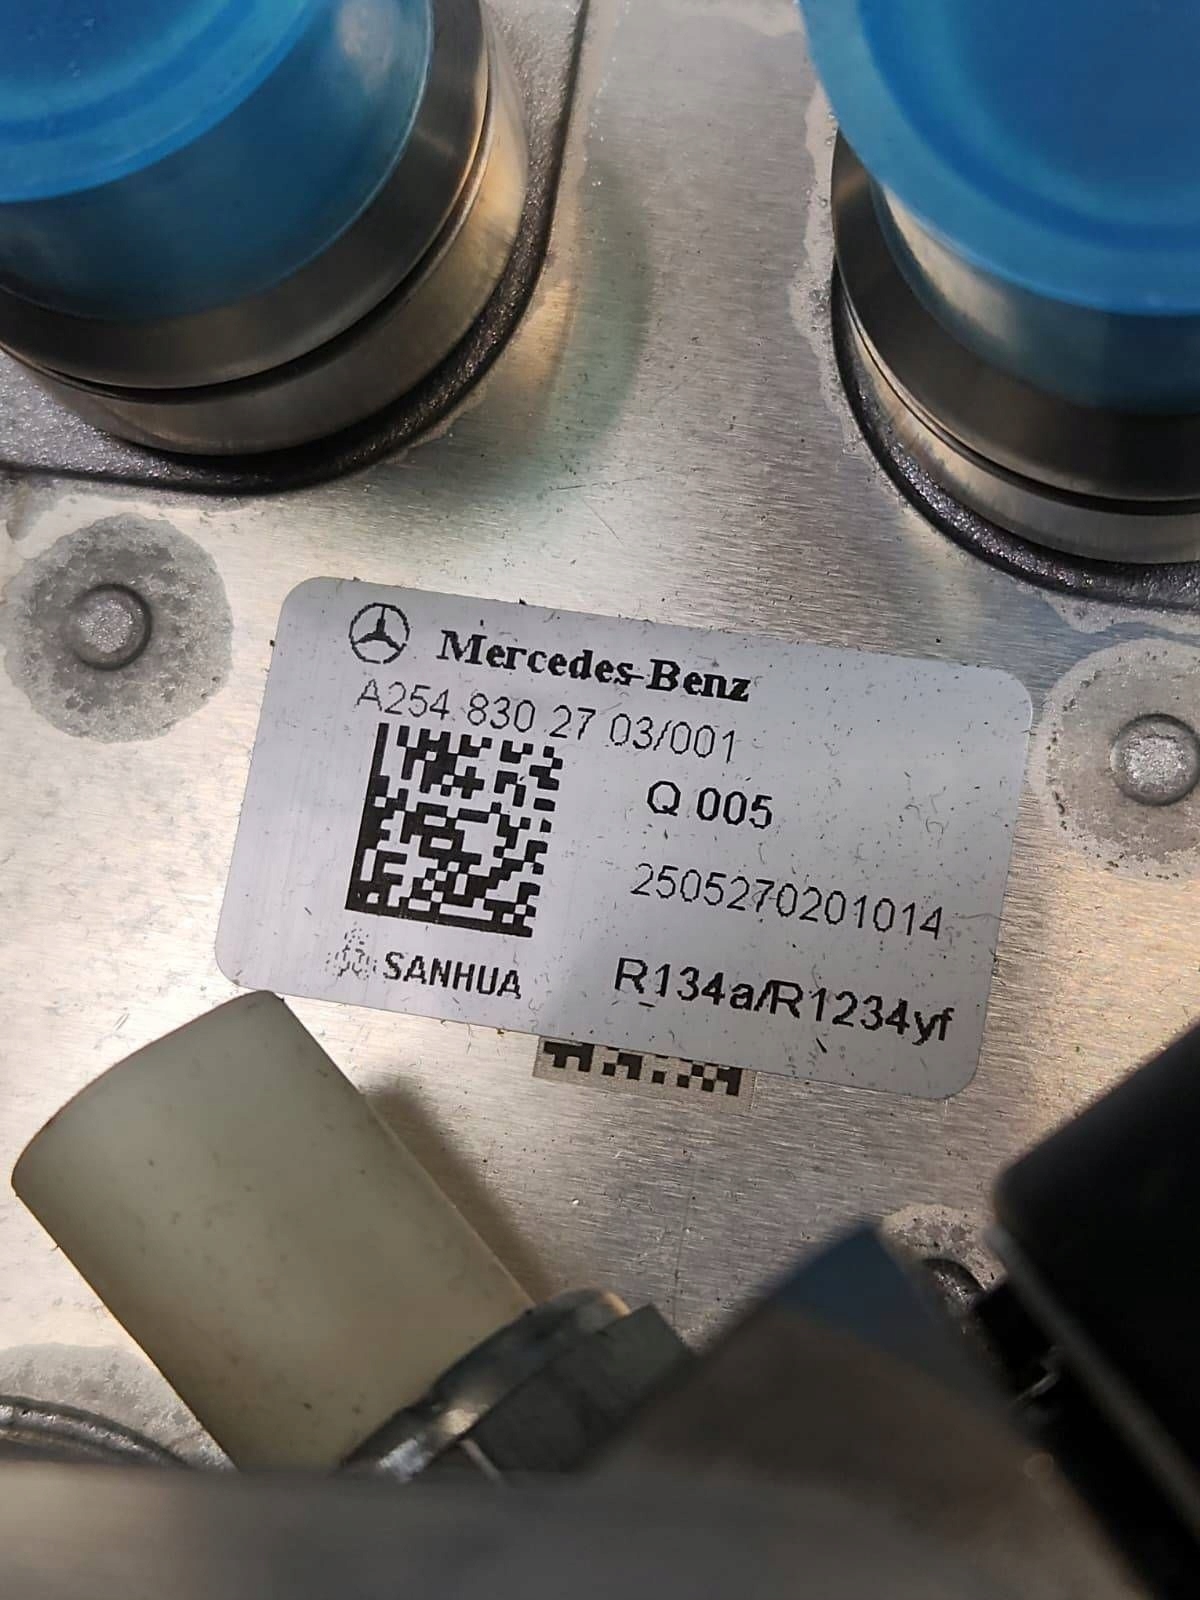 Mercedes-Benz
A254 830 27 03/001
Q 005
2505270201014
SANHUA
R134a/R1234yf